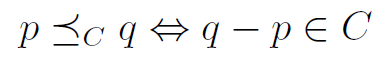 p ⪯_C q ⇔ q − p ∈ C